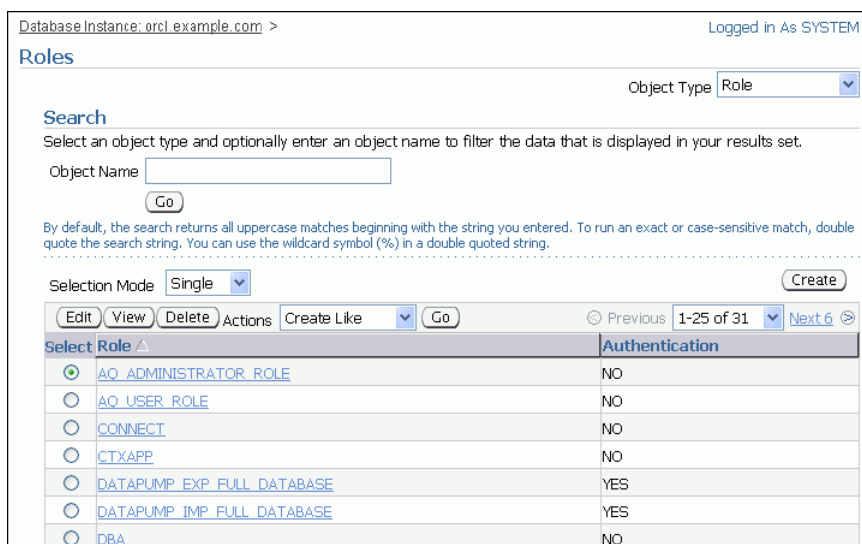 Database Instance: orcl.example.com >
Logged in As SYSTEM
Roles
Object Type Role
Search
Select an object type and optionally enter an object name to filter the data that is displayed in your results set.
Object Name
Go
By default, the search returns all uppercase matches beginning with the string you entered. To run an exact or case-sensitive match, double
quote the search string. You can use the wildcard symbol (%) in a double quoted string.
Selection Mode Single
Create
Edit View Delete Actions Create Like Go Previous 1-25 of 31 Next 6
Select Role Authentication
AQ_ADMINISTRATOR_ROLE NO
AQ_USER_ROLE NO
CONNECT NO
CTXAPP NO
DATAPUMP_EXP_FULL_DATABASE YES
DATAPUMP_IMP_FULL_DATABASE YES
DBA NO